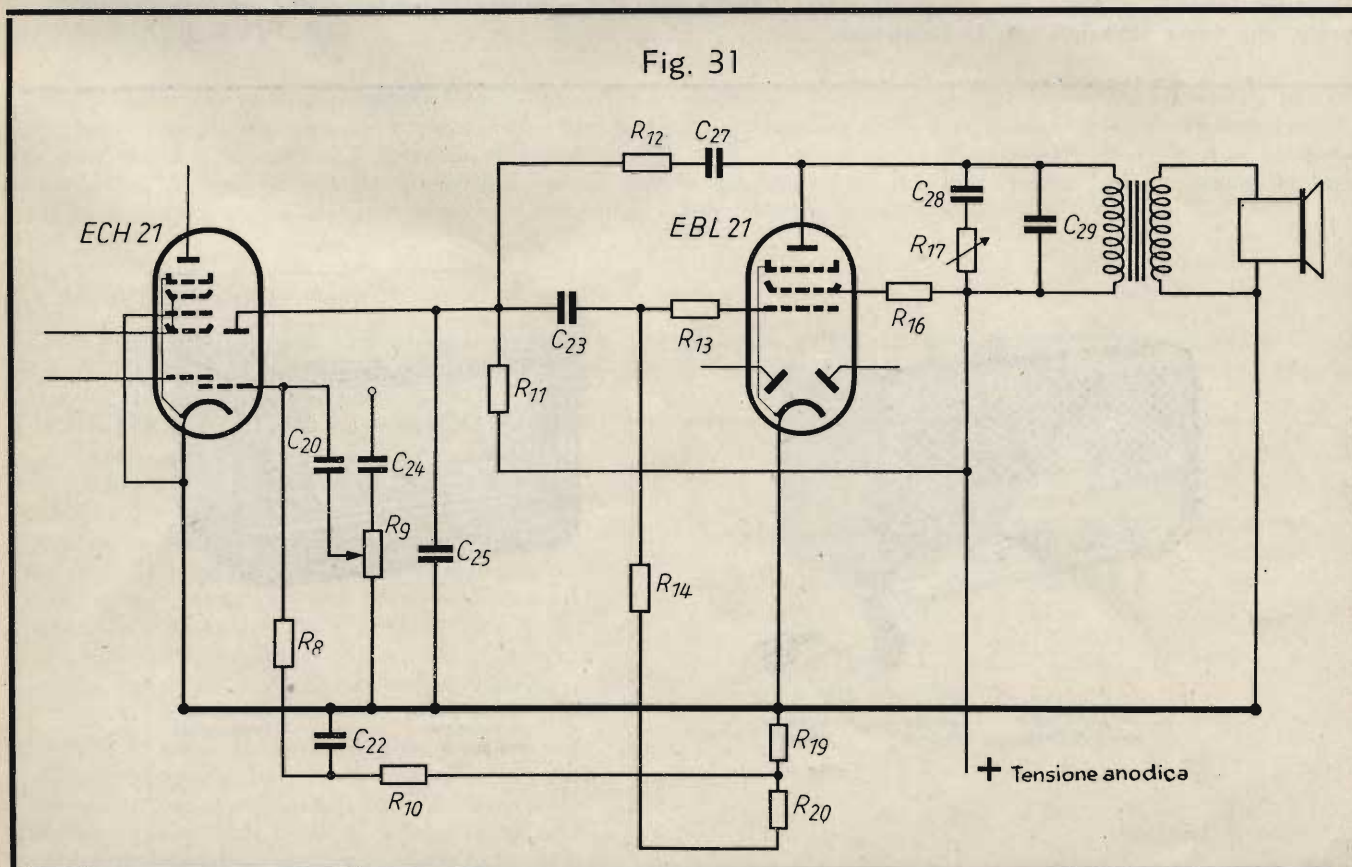 Fig. 31
R12
C27
ECH 21
EBL 21
C28
R17
C29
C23
R13
R16
R11
C20
C24
R9
C25
R14
R8
C22
R19
R10
R20
+ Tensione anodica